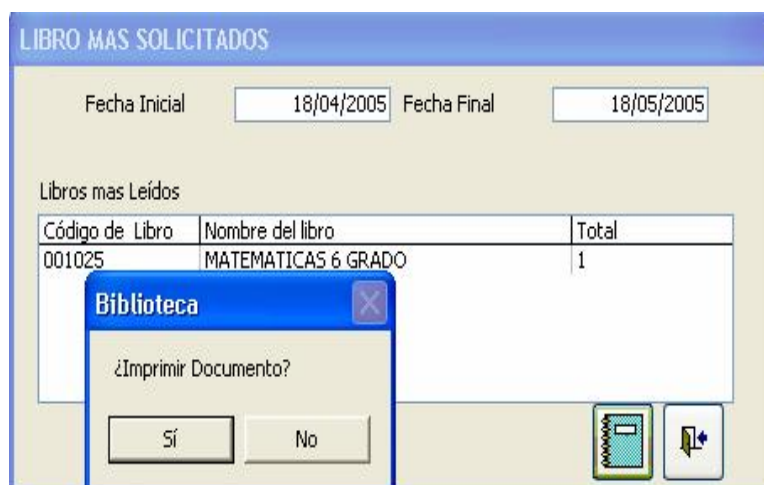 LIBRO MAS SOLICITADOS
Fecha Inicial 18/04/2005 Fecha Final 18/05/2005
Libros mas Leídos
Código de Libro Nombre del libro Total
001025 MATEMATICAS 6 GRADO 1
Biblioteca
¿Imprimir Documento?
Sí No